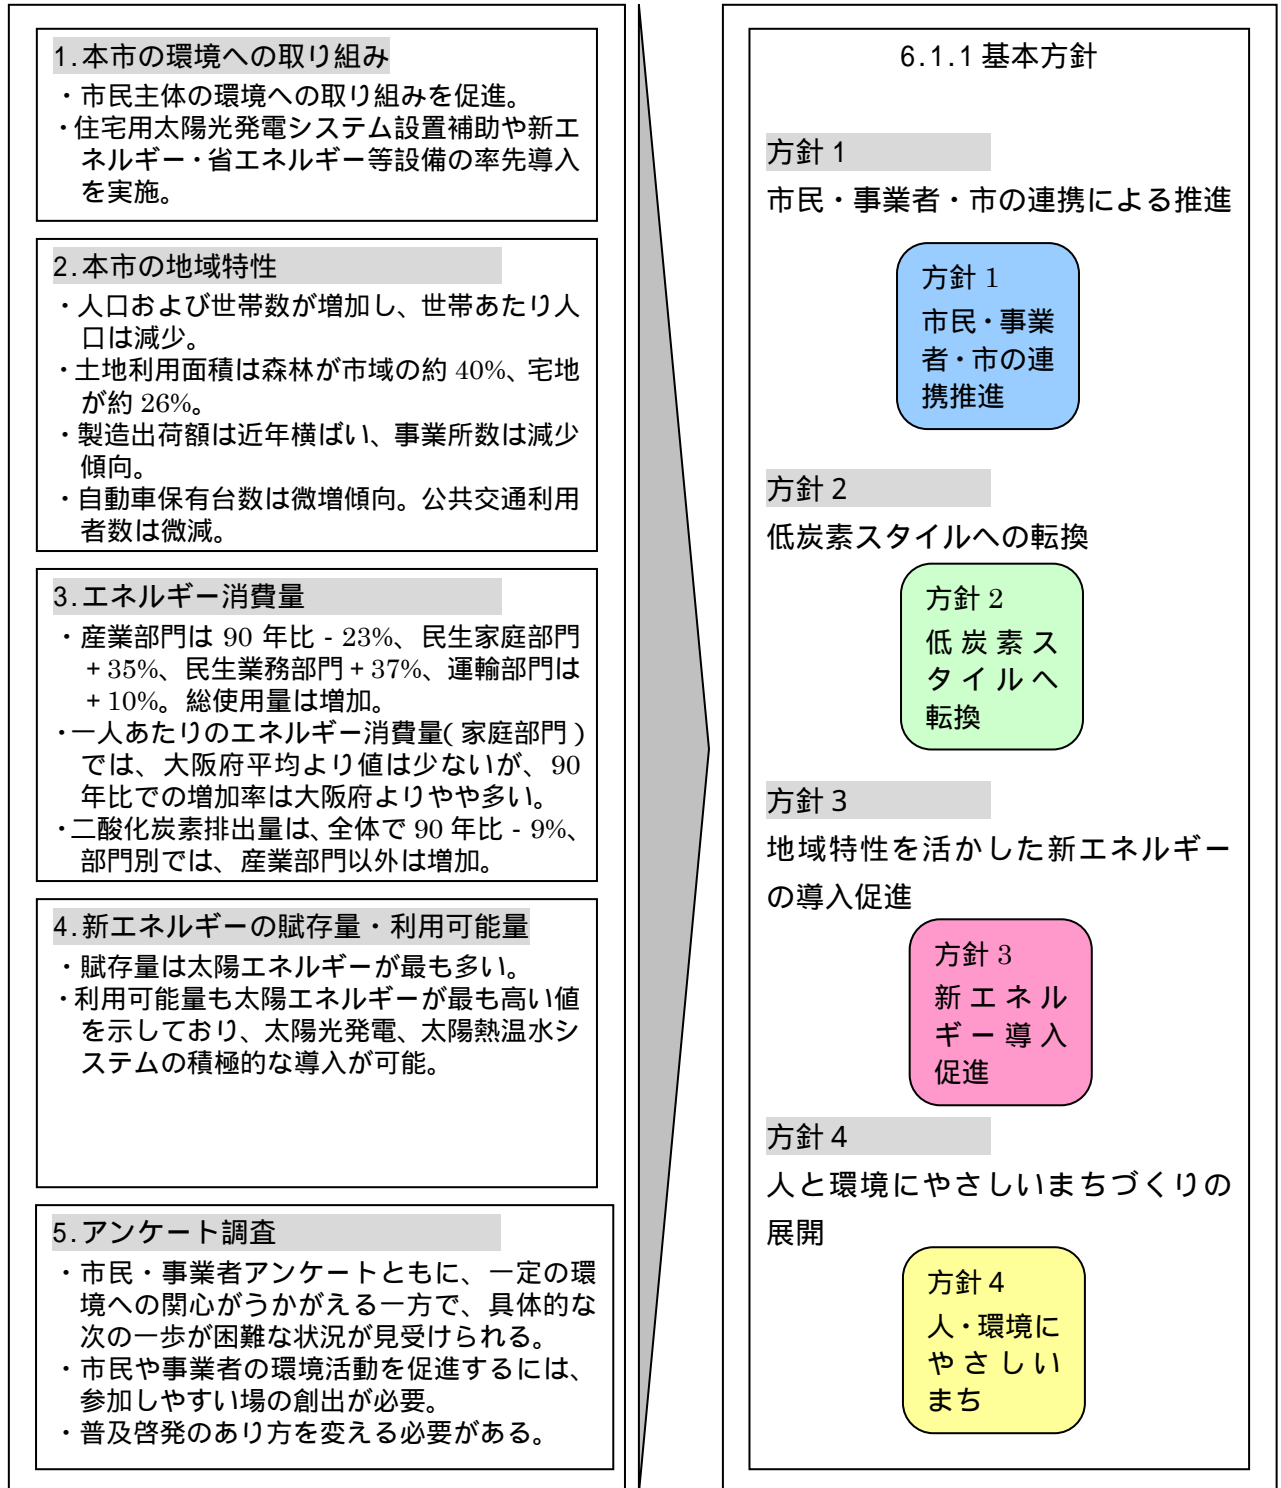 1.本市の環境への取り組み
・市民主体の環境への取り組みを促進。
・住宅用太陽光発電システム設置補助や新エ
ネルギー・省エネルギー等設備の率先導入
を実施。
2.本市の地域特性
・人口および世帯数が増加し、世帯あたり人
口は減少。
・土地利用面積は森林が市域の約 40%、宅地
が約 26%。
・製造出荷額は近年横ばい、事業所数は減少
傾向。
・自動車保有台数は微増傾向。公共交通利用
者数は微減。
3.エネルギー消費量
・産業部門は 90 年比 - 23%、民生家庭部門
+ 35%、民生業務部門 + 37%、運輸部門は
+ 10%。総使用量は増加。
・一人あたりのエネルギー消費量(家庭部門)
では、大阪府平均より値は少ないが、90
年比での増加率は大阪府よりやや多い。
・二酸化炭素排出量は、全体で 90 年比 - 9%、
部門別では、産業部門以外は増加。
4.新エネルギーの賦存量・利用可能量
・賦存量は太陽エネルギーが最も多い。
・利用可能量も太陽エネルギーが最も高い値
を示しており、太陽光発電、太陽熱温水シ
ステムの積極的な導入が可能。
5.アンケート調査
・市民・事業者アンケートともに、一定の環
境への関心がうかがえる一方で、具体的な
次の一歩が困難な状況が見受けられる。
・市民や事業者の環境活動を促進するには、
参加しやすい場の創出が必要。
・普及啓発のあり方を変える必要がある。
6.1.1 基本方針
方針 1
市民・事業者・市の連携による推進
方針 1
市民・事業
者・市の連
携推進
方針 2
低炭素スタイルへの転換
方針 2
低炭素ス
タイルへ
転換
方針 3
地域特性を活かした新エネルギー
の導入促進
方針 3
新エネル
ギー導入
促進
方針 4
人と環境にやさしいまちづくりの
展開
方針 4
人・環境に
やさしい
まち